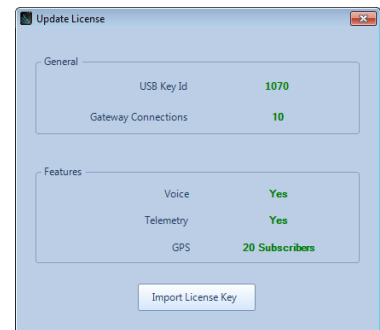 Update License
General
USB Key Id 1070
Gateway Connections 10
Features
Voice Yes
Telemetry Yes
GPS 20 Subscribers
Import License Key